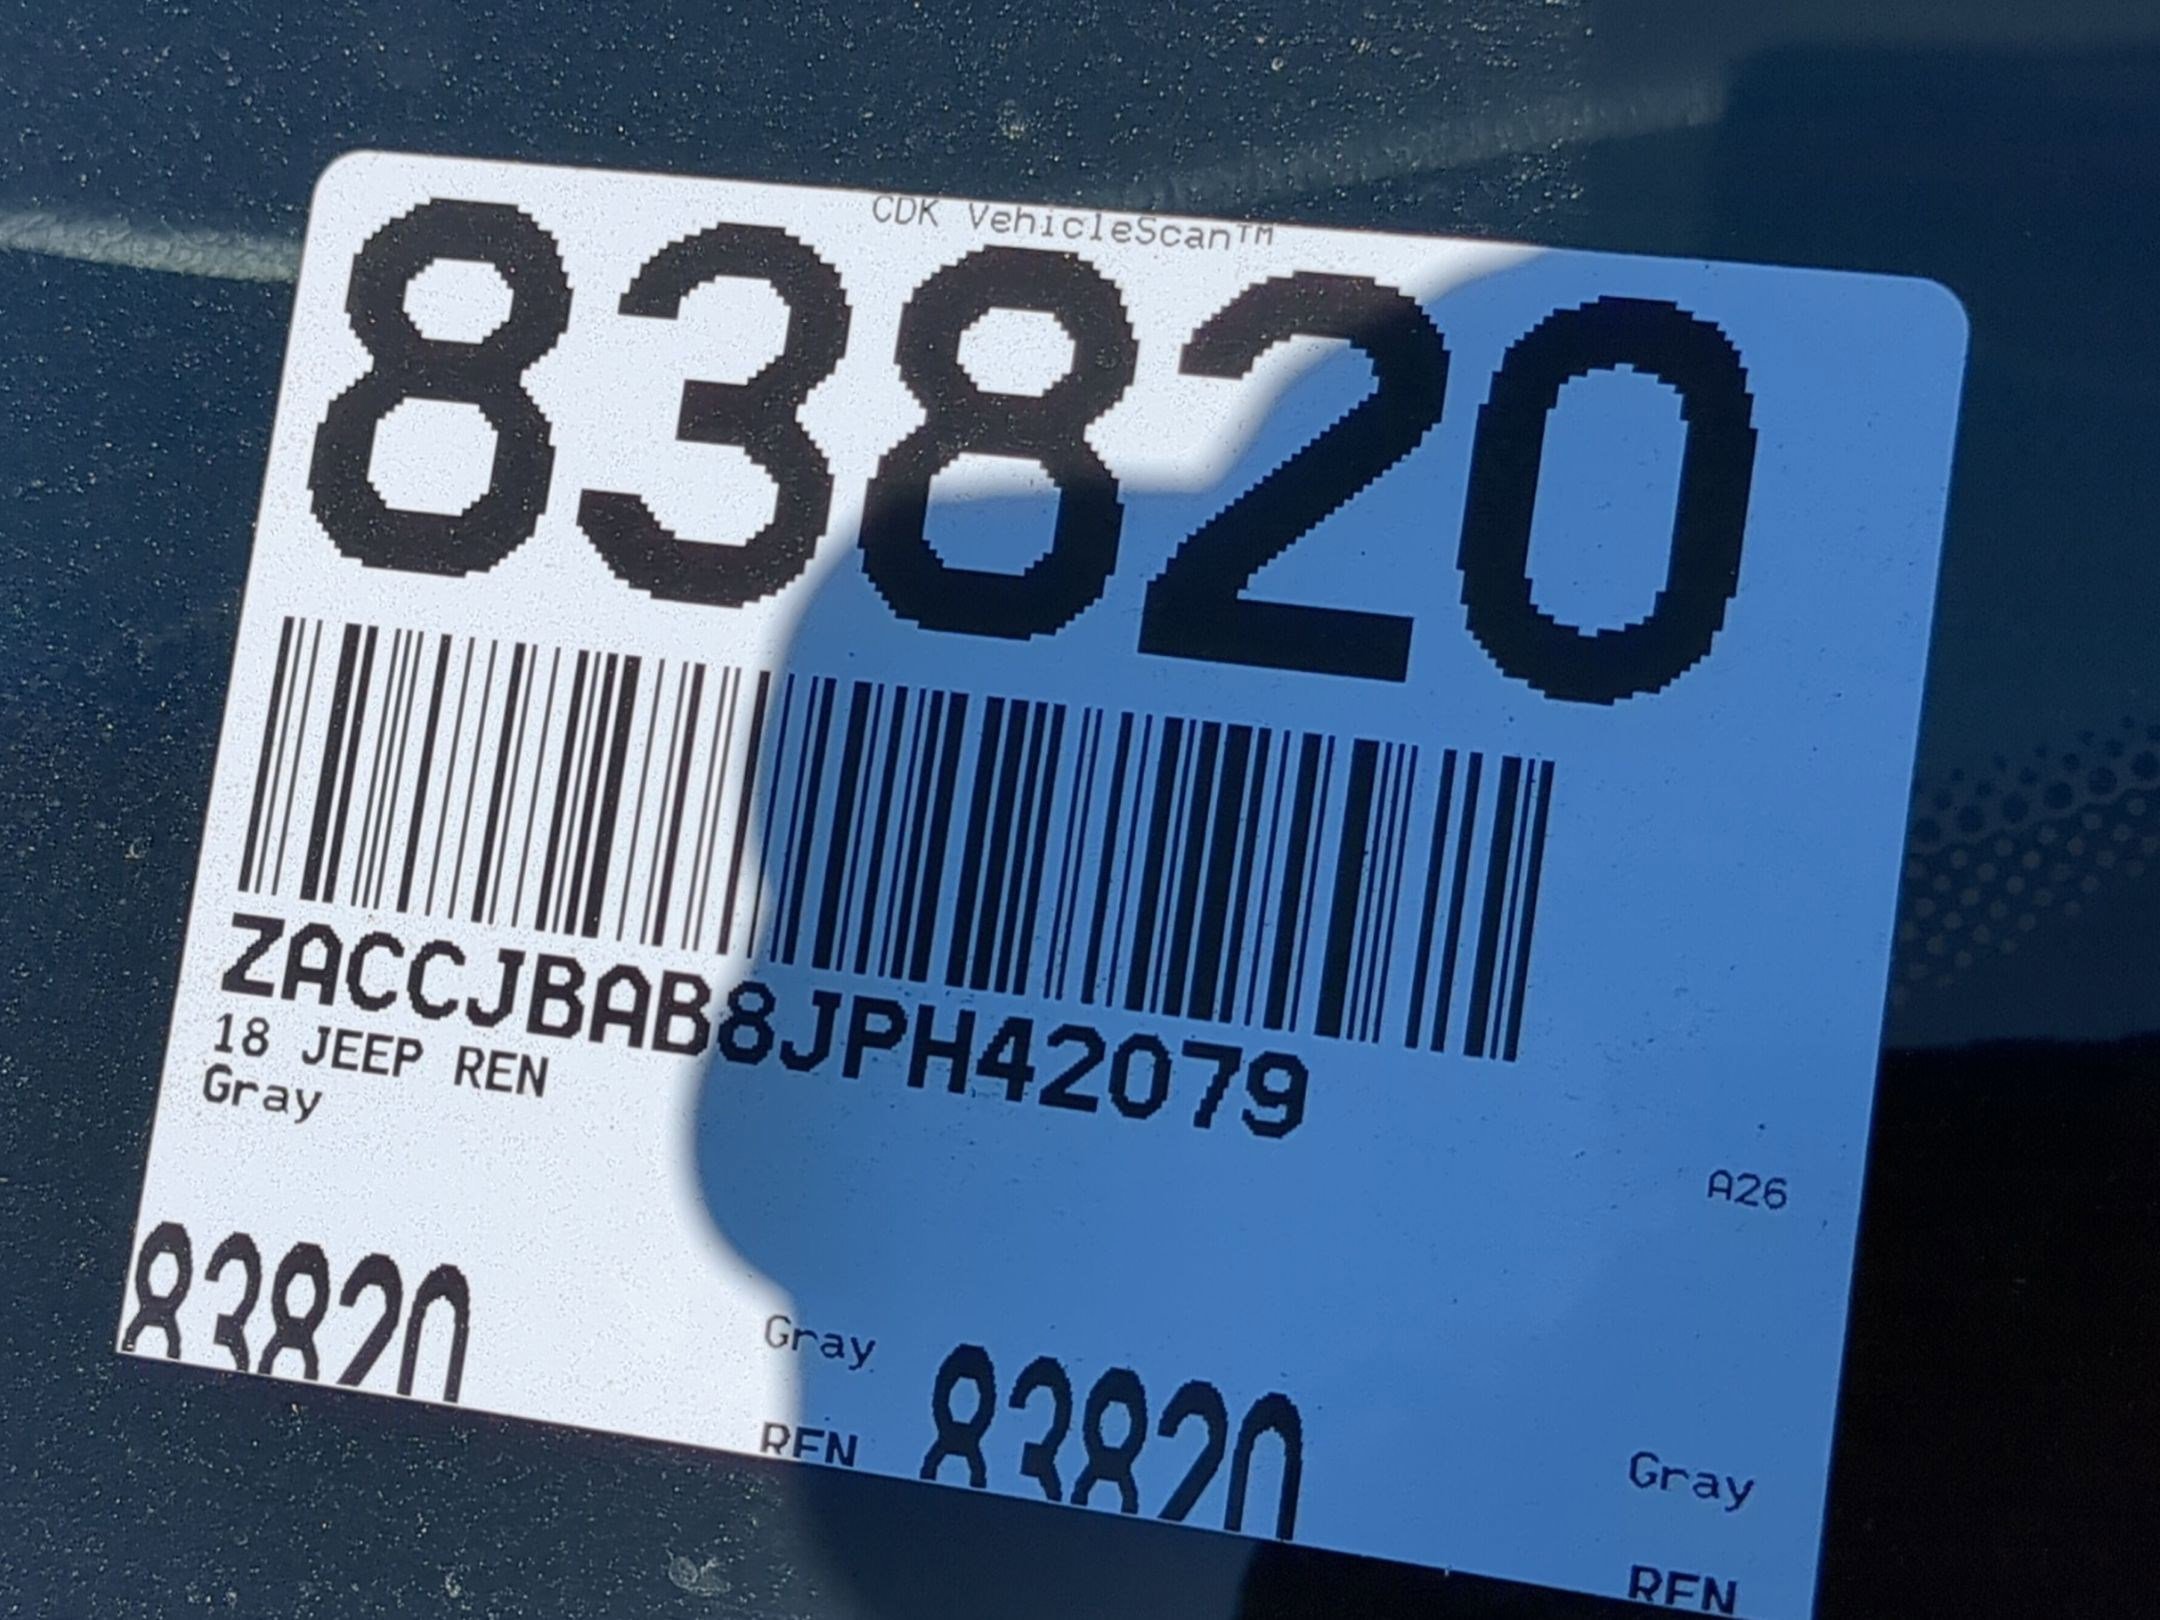 CDK VehicleScan™
83820
ZACCJBAB8JPH42079
18 JEEP REN
Gray
A26
83820
Gray
83820
Gray
REN
REN